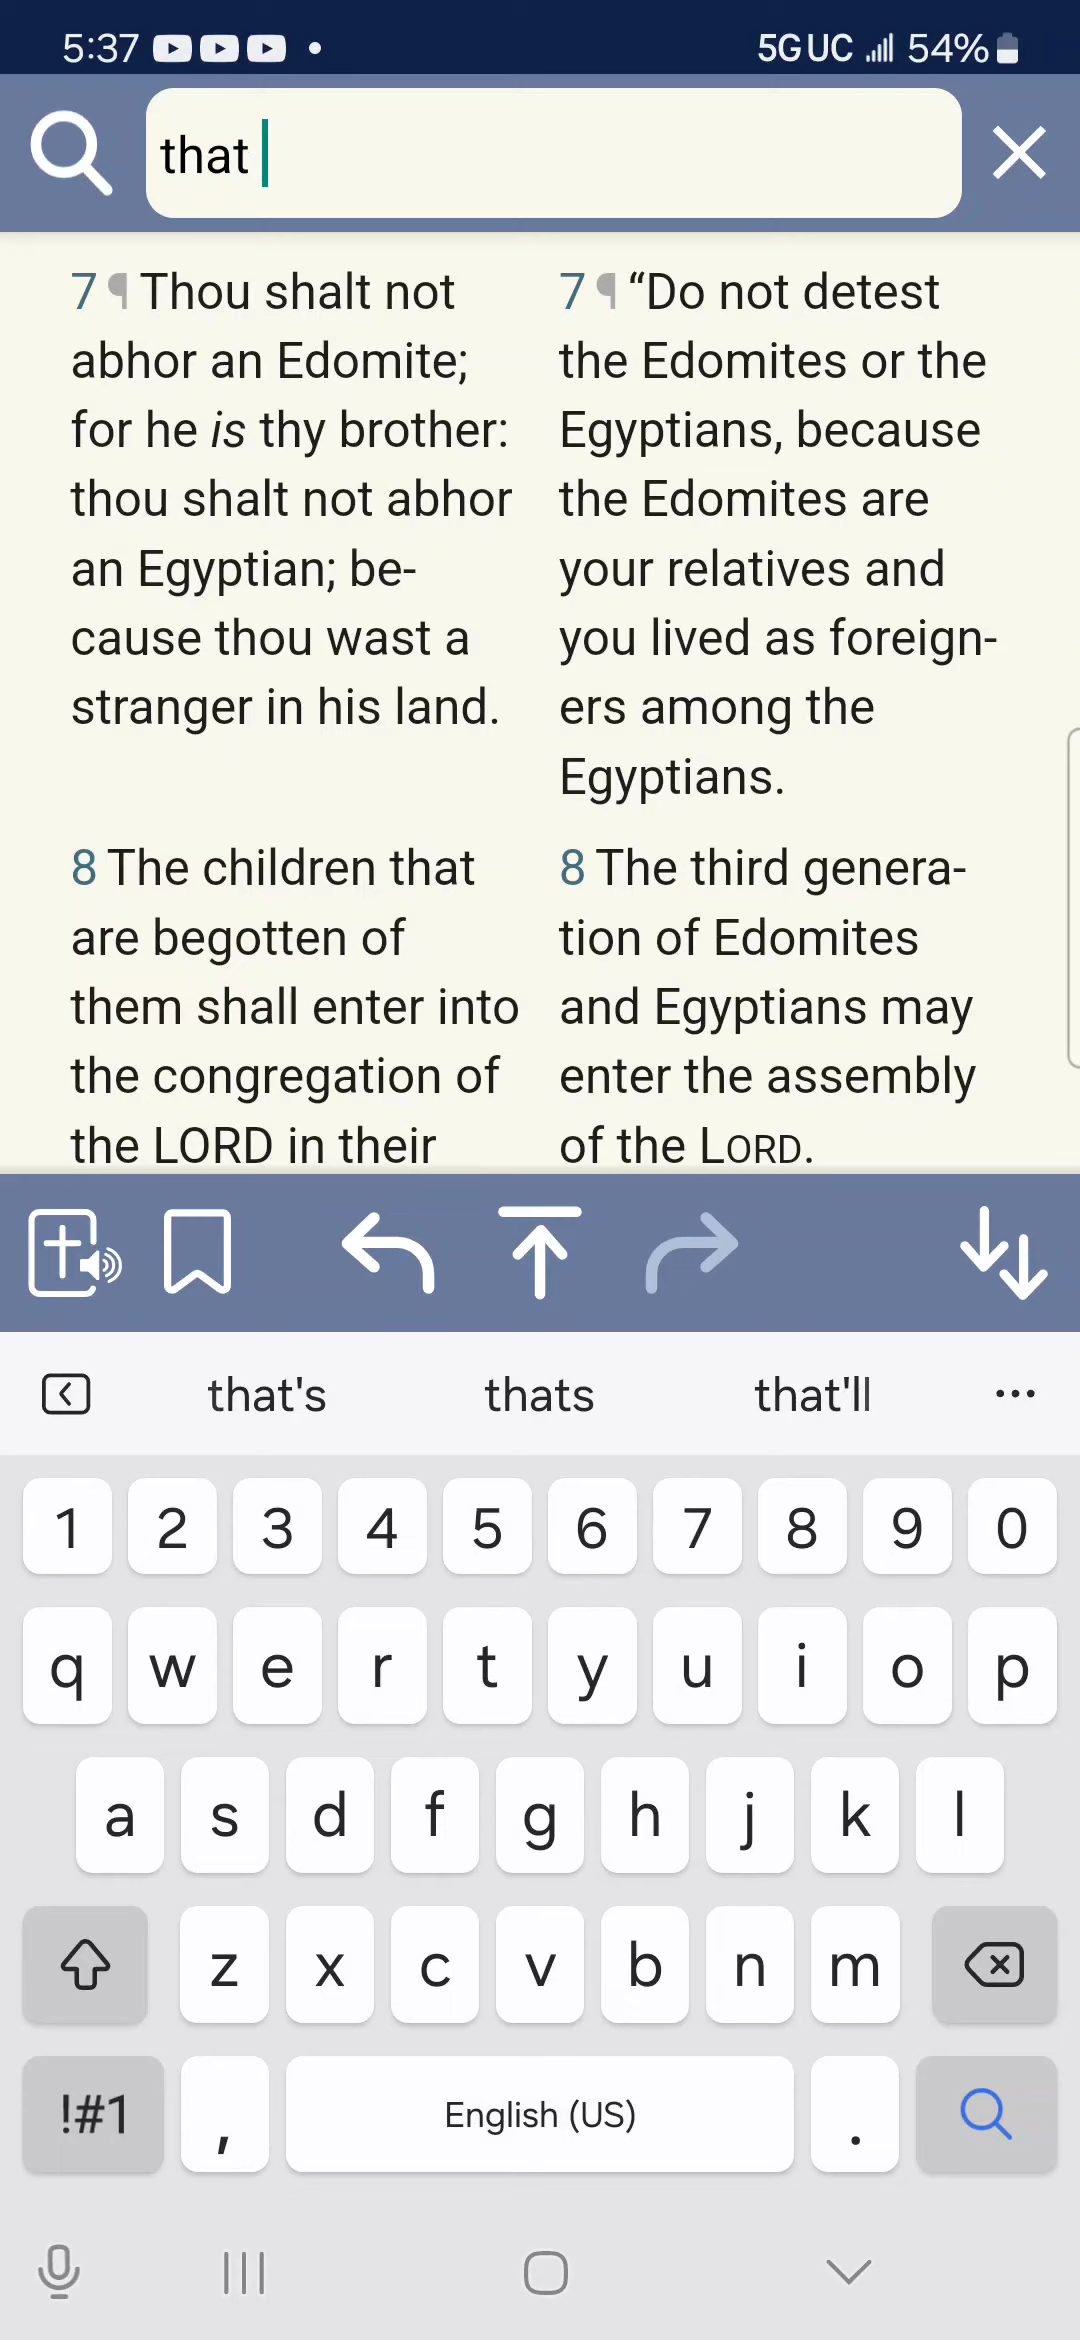 5:37
5G UC 54%
that
7 ¶ Thou shalt not
abhor an Edomite;
for he is thy brother:
thou shalt not abhor
an Egyptian; be-
cause thou wast a
stranger in his land.
8 The children that
are begotten of
them shall enter into
the congregation of
the LORD in their
7 ¶ “Do not detest
the Edomites or the
Egyptians, because
the Edomites are
your relatives and
you lived as foreign-
ers among the
Egyptians.
8 The third genera-
tion of Edomites
and Egyptians may
enter the assembly
of the LORD.
that's thats that'll ...
1 2 3 4 5 6 7 8 9 0
q w e r t y u i o p
a s d f g h j k l
z x c v b n m
!#1 , English (US) .